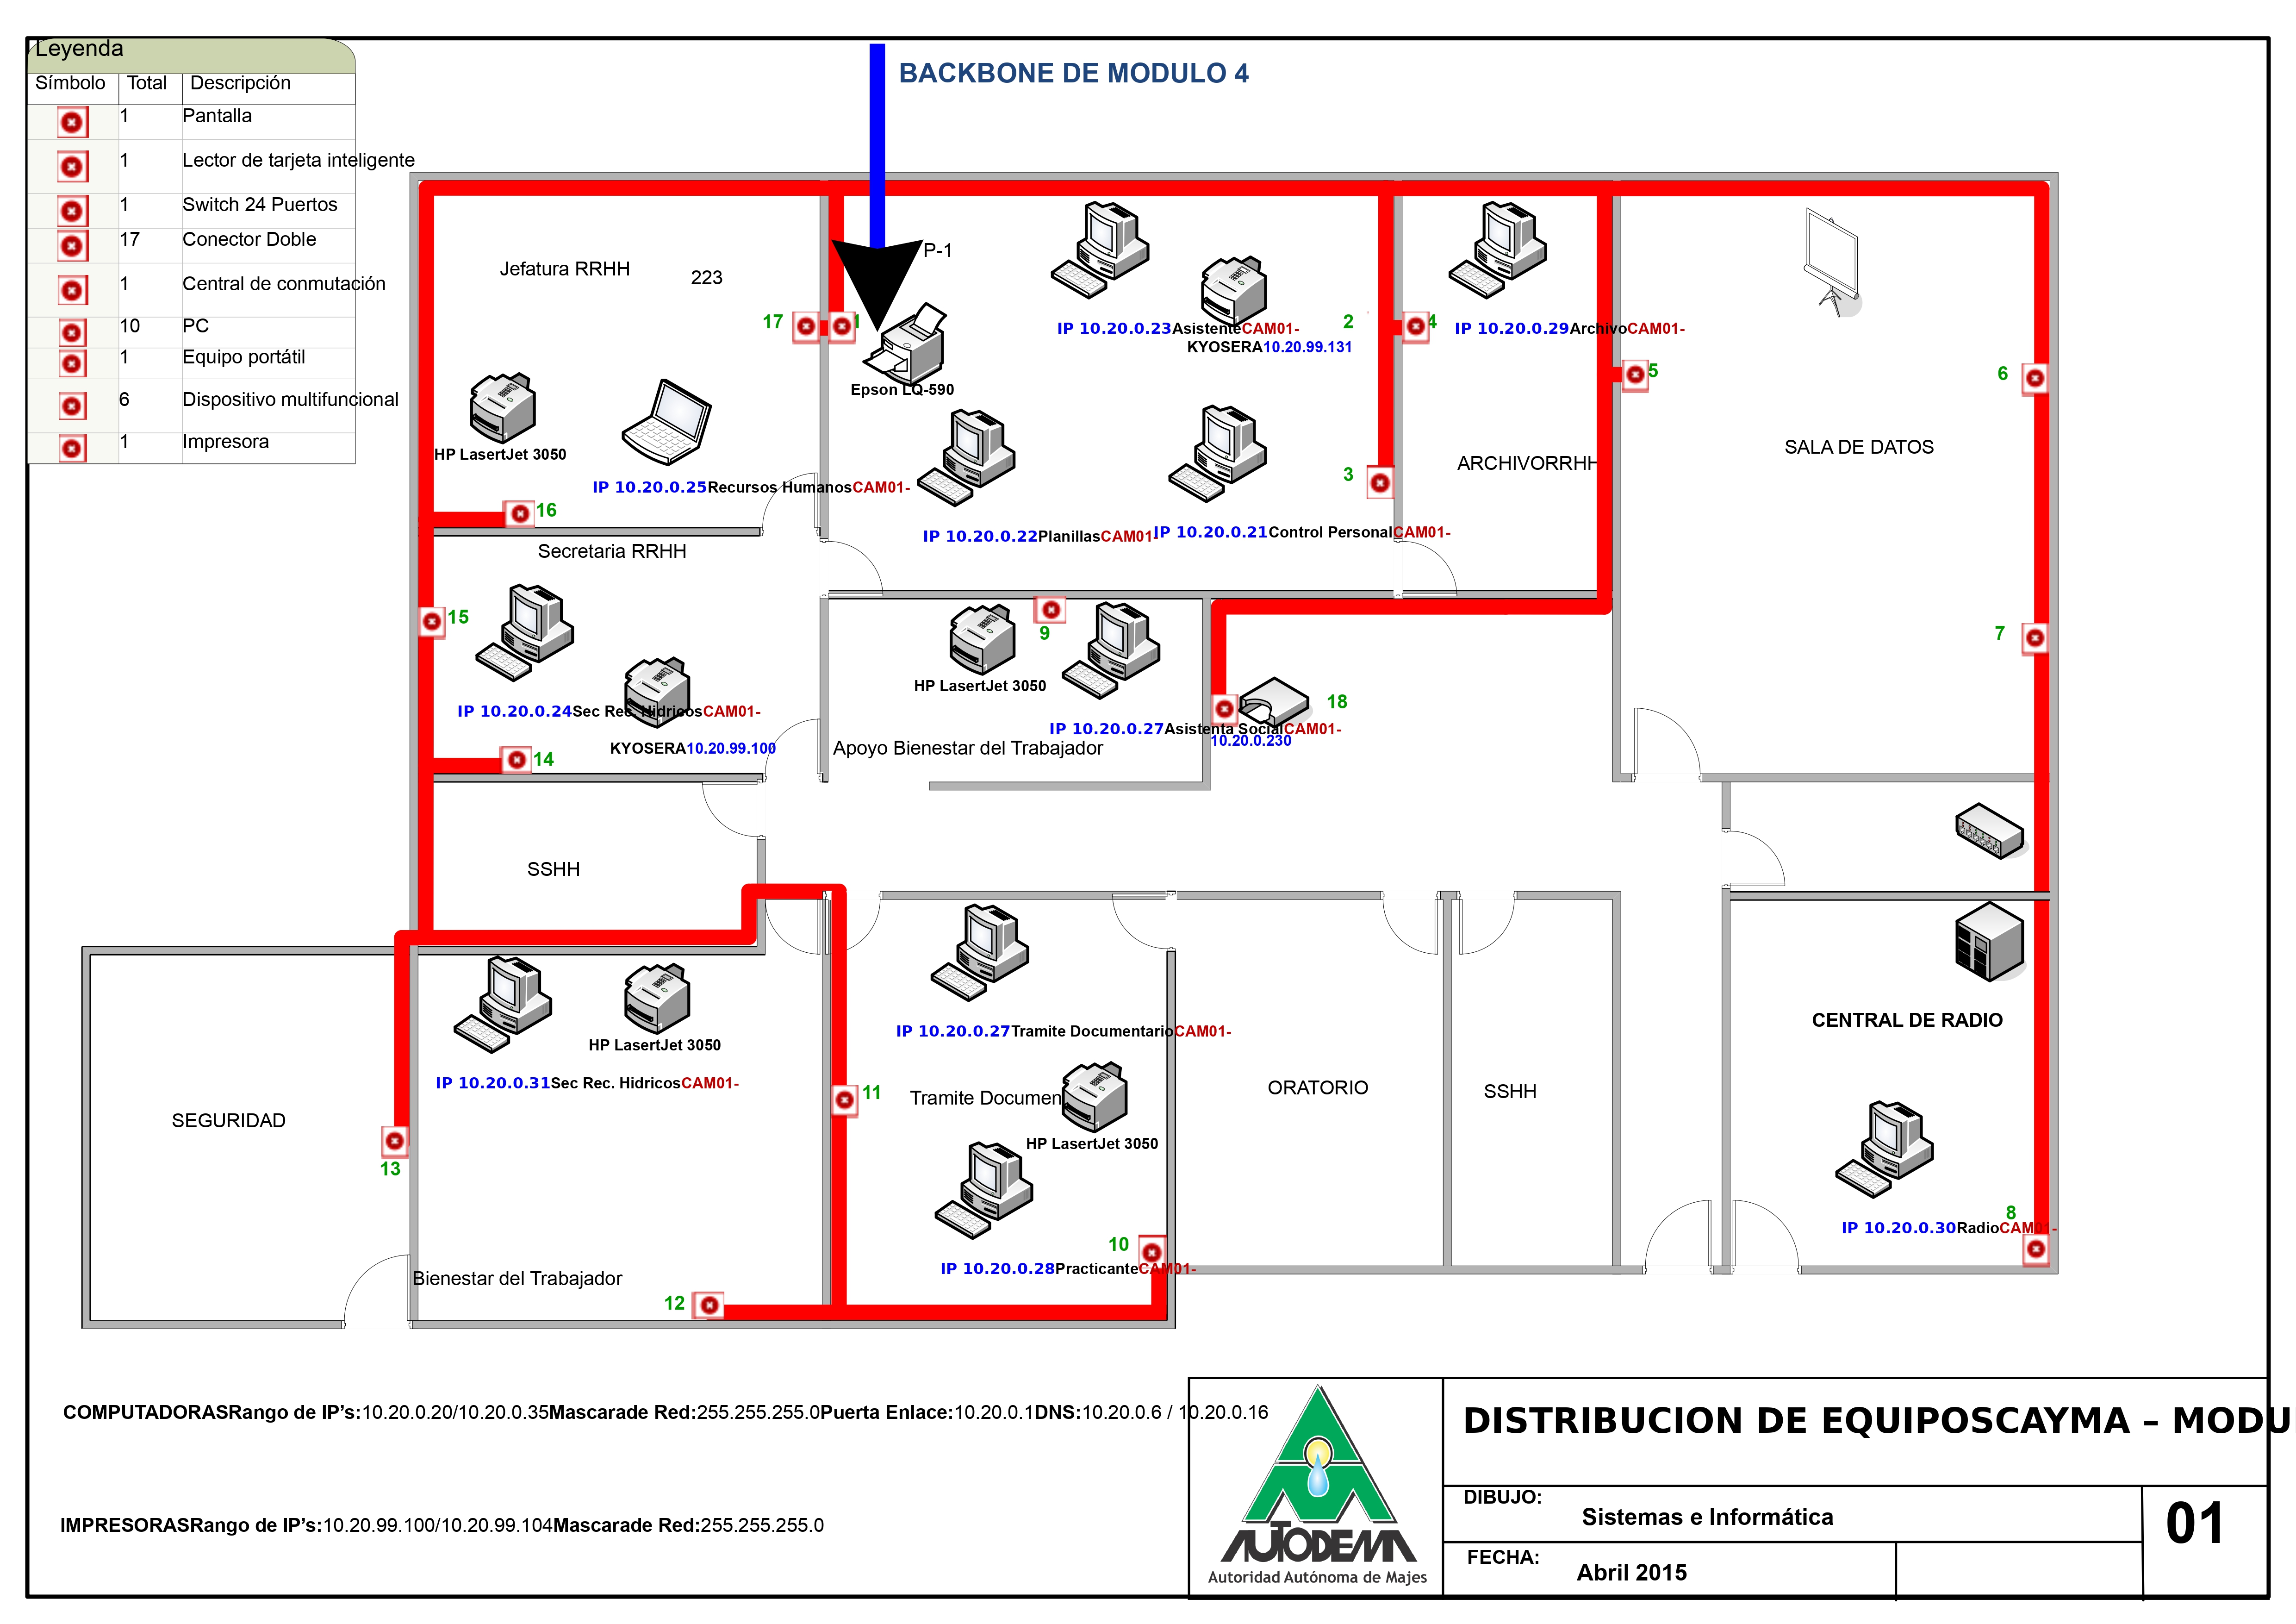 Leyenda
Símbolo Total Descripción
1 Pantalla
1 Lector de tarjeta inteligente
1 Switch 24 Puertos
17 Conector Doble
1 Central de conmutación
10 PC
1 Equipo portátil
6 Dispositivo multifuncional
1 Impresora
BACKBONE DE MODULO 4
Jefatura RRHH
223
P-1
17
1
IP 10.20.0.23AsistenteCAM01-
KYOSERA10.20.99.131
2
4
IP 10.20.0.29ArchivoCAM01-
5
6
Epson LQ-590
HP LasertJet 3050
IP 10.20.0.25Recursos HumanosCAM01-
3
ARCHIVORRHH
SALA DE DATOS
16
IP 10.20.0.22PlanillasCAM01-
IP 10.20.0.21Control PersonalCAM01-
Secretaria RRHH
15
9
7
HP LasertJet 3050
IP 10.20.0.24Sec Rec. HidricosCAM01-
KYOSERA10.20.99.100
IP 10.20.0.27Asistenta SocialCAM01-
18
10.20.0.230
Apoyo Bienestar del Trabajador
14
SSHH
IP 10.20.0.27Tramite DocumentarioCAM01-
CENTRAL DE RADIO
HP LasertJet 3050
IP 10.20.0.31Sec Rec. HidricosCAM01-
11
Tramite Documen
ORATORIO
SSHH
SEGURIDAD
HP LasertJet 3050
13
10
8
IP 10.20.0.30RadioCAM01-
IP 10.20.0.28PracticanteCAM01-
Bienestar del Trabajador
12
COMPUTADORASRango de IP’s:10.20.0.20/10.20.0.35Mascarade Red:255.255.255.0Puerta Enlace:10.20.0.1DNS:10.20.0.6 / 10.20.0.16
IMPRESORASRango de IP’s:10.20.99.100/10.20.99.104Mascarade Red:255.255.255.0
AUTODEMA
Autoridad Autónoma de Majes
DISTRIBUCION DE EQUIPOSCAYMA – MODU
DIBUJO:
Sistemas e Informática
01
FECHA:
Abril 2015